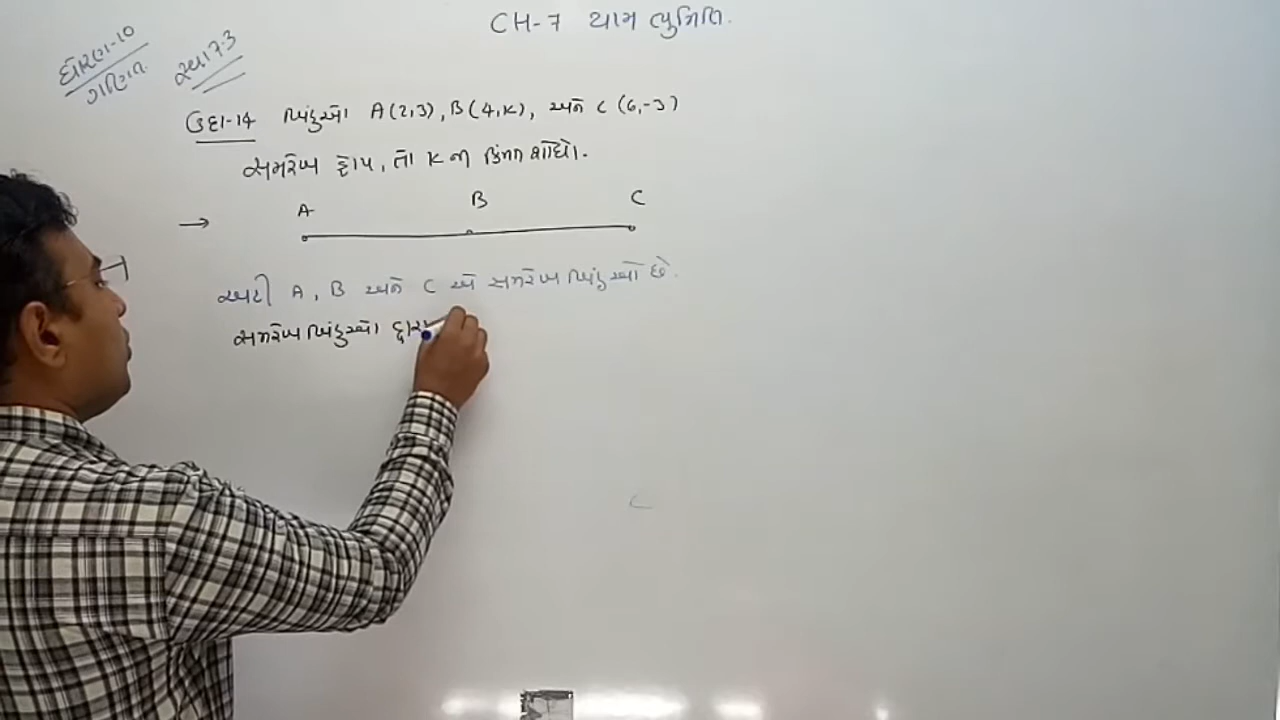 CH-7 યામ ભૂમિતિ.
ધોરણ-10
ગણિત
સ્વા 7.3
ઉદા-14 બિંદુઓ A(2,3), B(4,K), અને C (6,-3)
સમરેખ હોય, તો K ની કિંમત શોધો.
→ A B C
અહીં A, B અને C એ સમરેખ બિંદુઓ છે.
સમરેખ બિંદુઓ દ્વારા